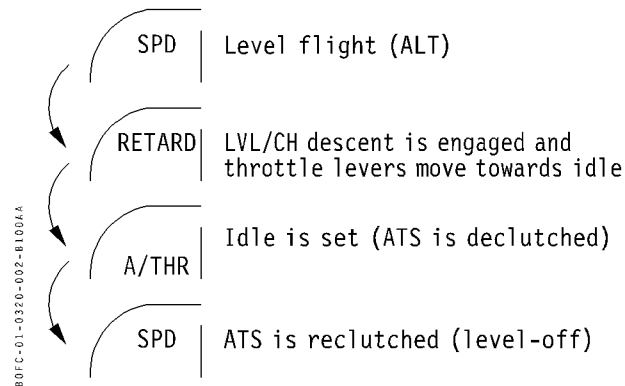 SPD Level flight (ALT)
RETARD LVL/CH descent is engaged and
throttle levers move towards idle
Idle is set (ATS is declutched)
A/THR
SPD ATS is reclutched (level-off)
BOFC-01-0320-002-B100AA